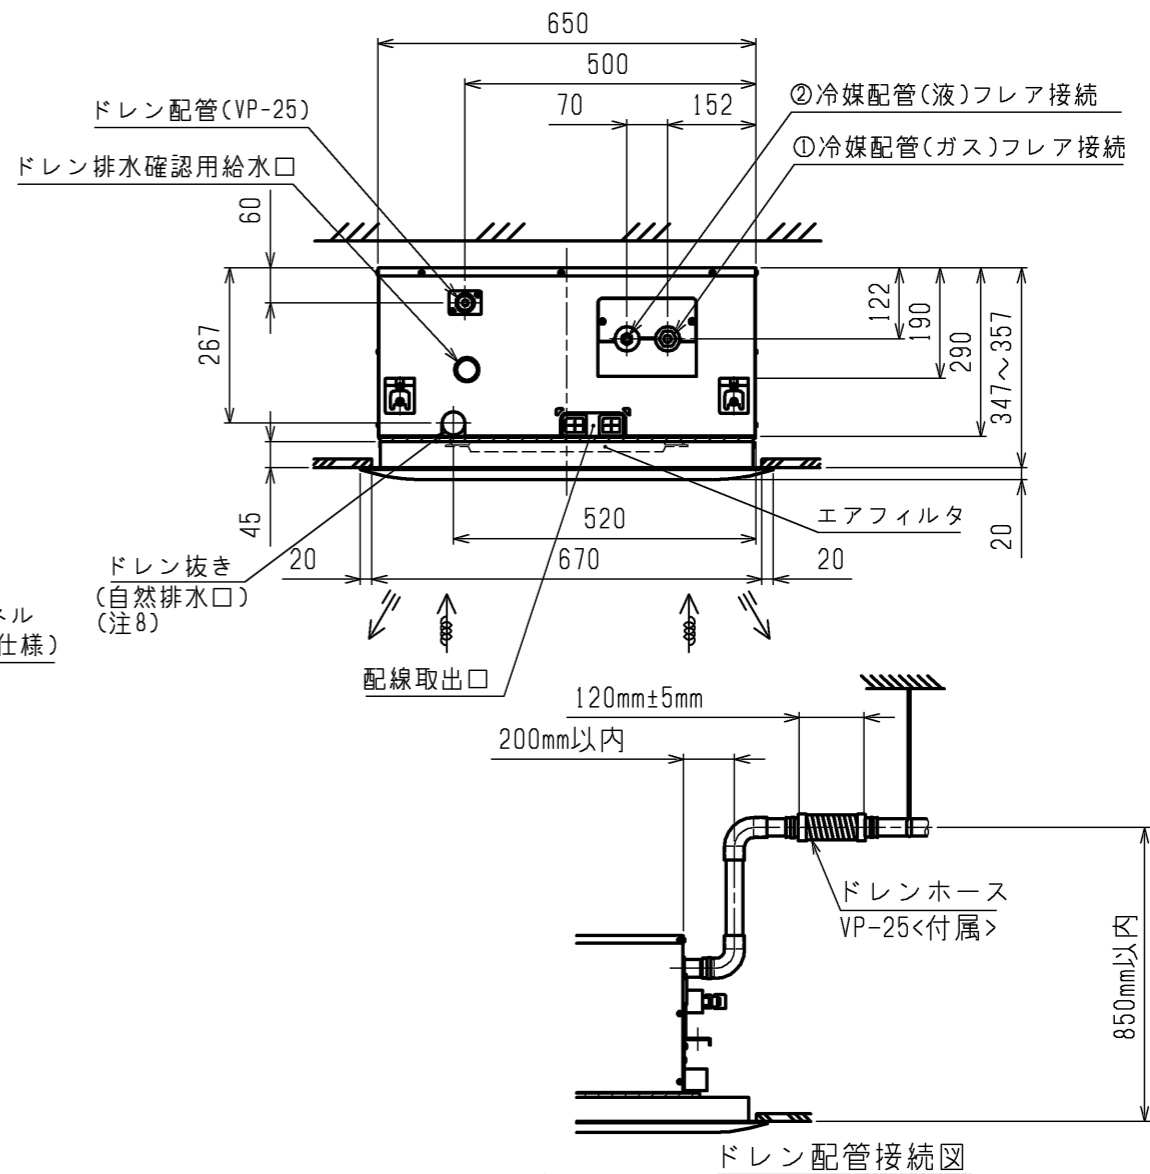 650
500
70
152
②冷媒配管(液)フレア接続
①冷媒配管(ガス)フレア接続
ドレン配管(VP-25)
ドレン排水確認用給水口
60
267
122
190
290
347～357
45
20
520
エアフィルタ
20
670
20
ドレン抜き
(自然排水口)
(注8)
ネル
仕様)
配線取出口
120mm±5mm
200mm以内
ドレンホース
VP-25<付属>
850mm以内
ドレン配管接続図